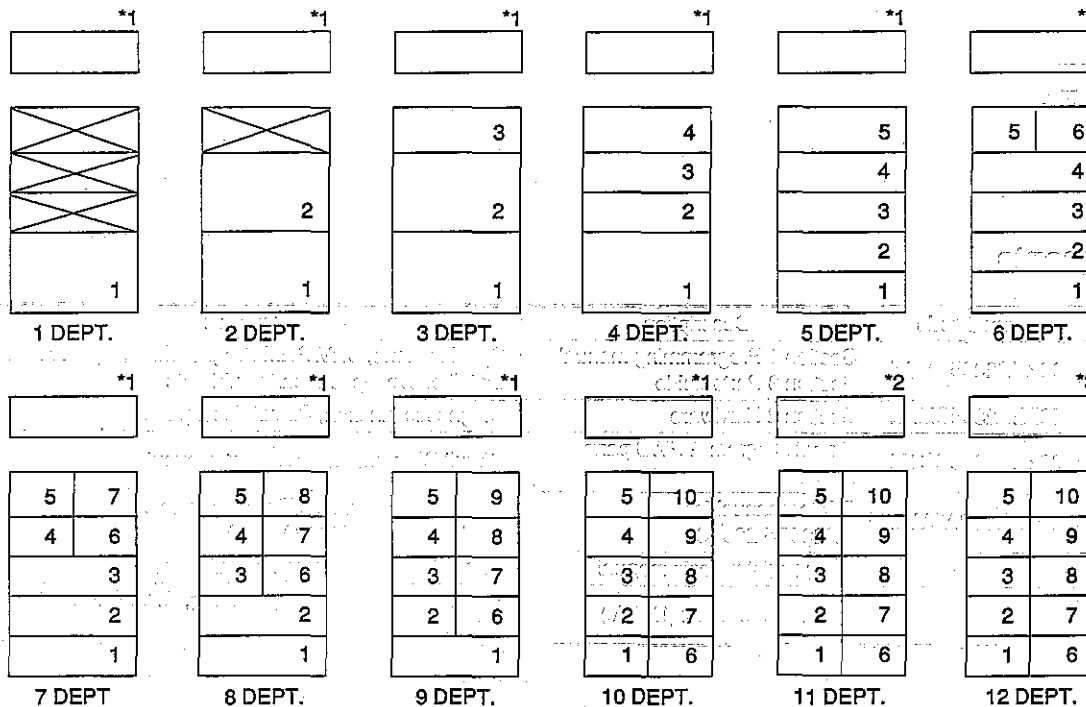 *1 *1 *1 *1 *1 *
3 4 5 5 6
3 4 4
2 2 2 3 3
2 2
1 1 1 1 1 1
1 DEPT. 2 DEPT. 3 DEPT. 4 DEPT. 5 DEPT. 6 DEPT.
*1 *1 *1 *1 *2 *
5 7 5 8 5 9 5 10 5 10 5 10
4 6 4 7 4 8 4 9 4 9 4 9
3 3 6 3 7 3 8 3 8 3 8
2 2 2 6 2 7 2 7 2 7
1 1 1 1 6 1 6 1 6
7 DEPT 8 DEPT. 9 DEPT. 10 DEPT. 11 DEPT. 12 DEPT.